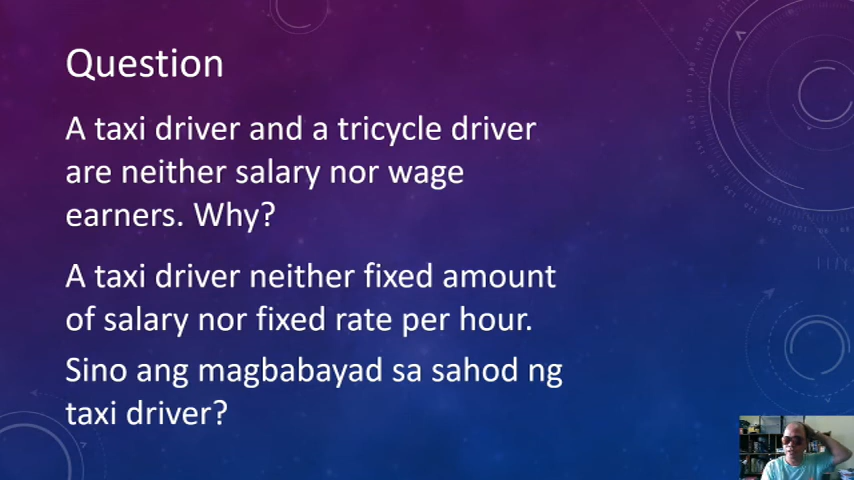 Question
A taxi driver and a tricycle driver
are neither salary nor wage
earners. Why?
A taxi driver neither fixed amount
of salary nor fixed rate per hour.
Sino ang magbabayad sa sahod ng
taxi driver?